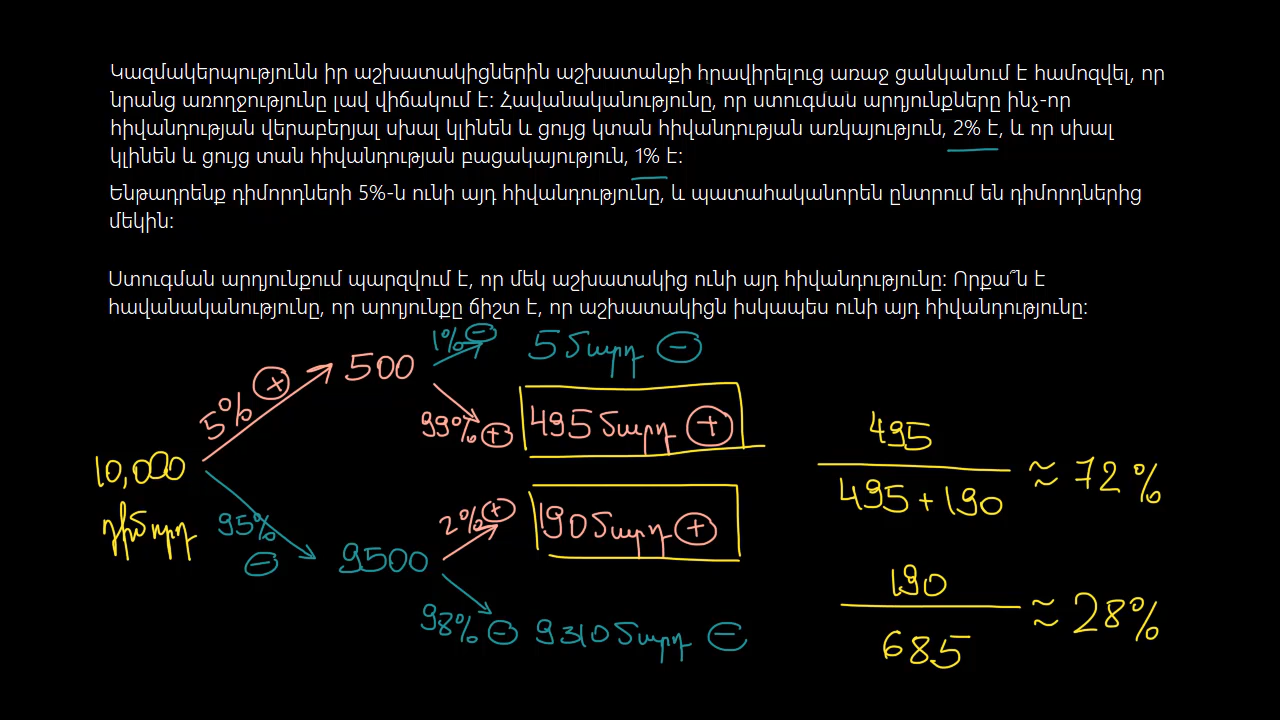 Կազմակերպությունն իր աշխատակիցներին աշխատանքի հրավիրելուց առաջ ցանկանում է համոզվել, որ
նրանց առողջությունը լավ վիճակում է: Հավանականությունը, որ ստուգման արդյունքները ինչ-որ
հիվանդության վերաբերյալ սխալ կլինեն և ցույց կտան հիվանդության առկայություն, 2% է, և որ սխալ
կլինեն և ցույց տան հիվանդության բացակայություն, 1% է:
Ենթադրենք դիմորդների 5%-ն ունի այդ հիվանդությունը, և պատահականորեն ընտրում են դիմորդներից
մեկին:
Ստուգման արդյունքում պարզվում է, որ մեկ աշխատակից ունի այդ հիվանդությունը: Որքա՞ն է
հավանականությունը, որ արդյունքը ճիշտ է, որ աշխատակիցն իսկապես ունի այդ հիվանդությունը:
1% −
5 մարդ −
5% +
500
99% +
495 մարդ +
10,000
դիմորդ
95%
−
9500
2% +
190 մարդ +
98% −
9310 մարդ −
495
495 + 190
≈ 72%
190
685
≈ 28%